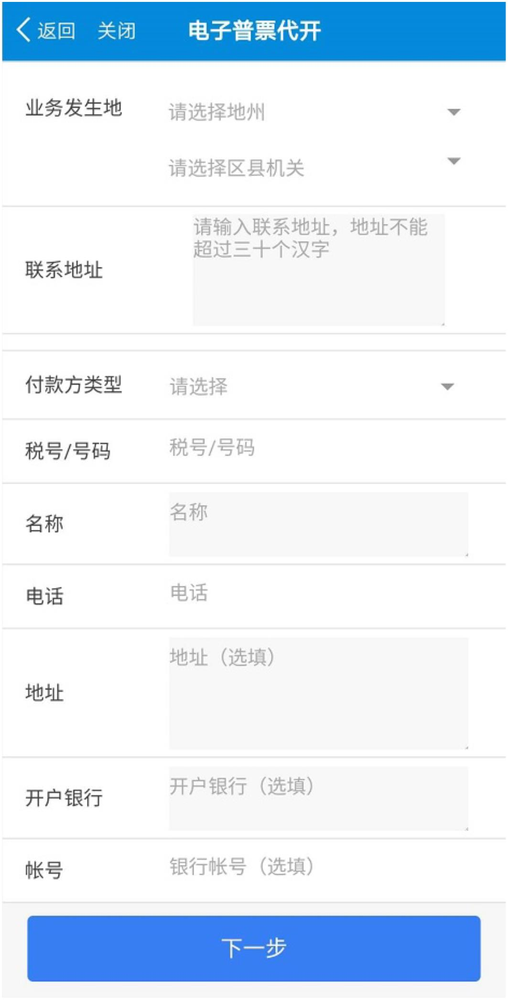 返回 关闭 电子普票代开
业务发生地 请选择地州
请选择区县机关
联系地址
请输入联系地址，地址不能
超过三十个汉字
付款方类型 请选择
税号/号码 税号/号码
名称 名称
电话 电话
地址 地址（选填）
开户银行 开户银行（选填）
帐号 银行帐号（选填）
下一步